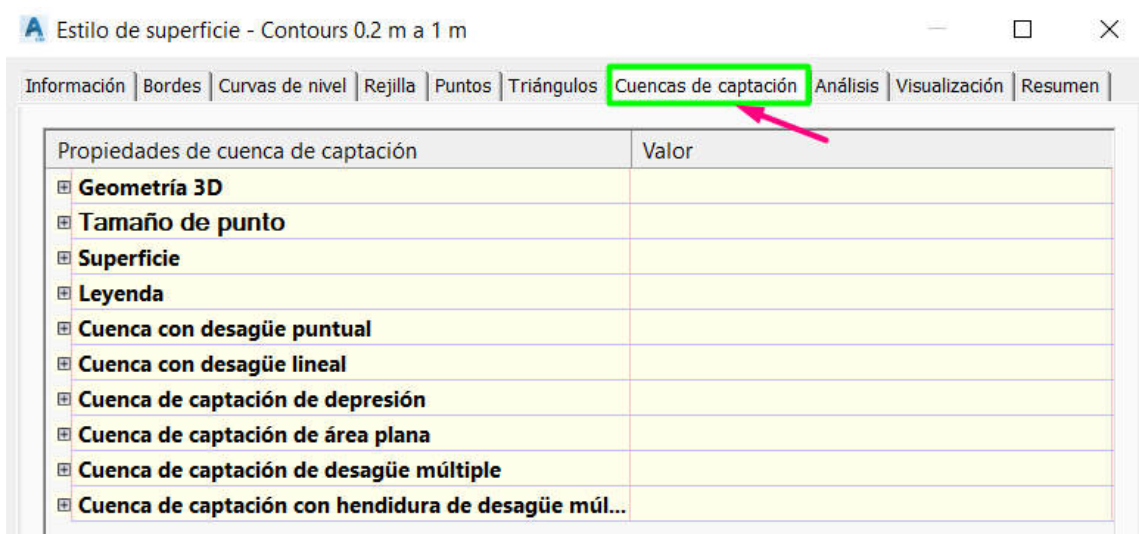 Estilo de superficie - Contours 0.2 m a 1 m
Información Bordes Curvas de nivel Rejilla Puntos Triángulos Cuencas de captación Análisis Visualización Resumen
Propiedades de cuenca de captación Valor
Geometría 3D
Tamaño de punto
Superficie
Leyenda
Cuenca con desagüe puntual
Cuenca con desagüe lineal
Cuenca de captación de depresión
Cuenca de captación de área plana
Cuenca de captación de desagüe múltiple
Cuenca de captación con hendidura de desagüe múl...